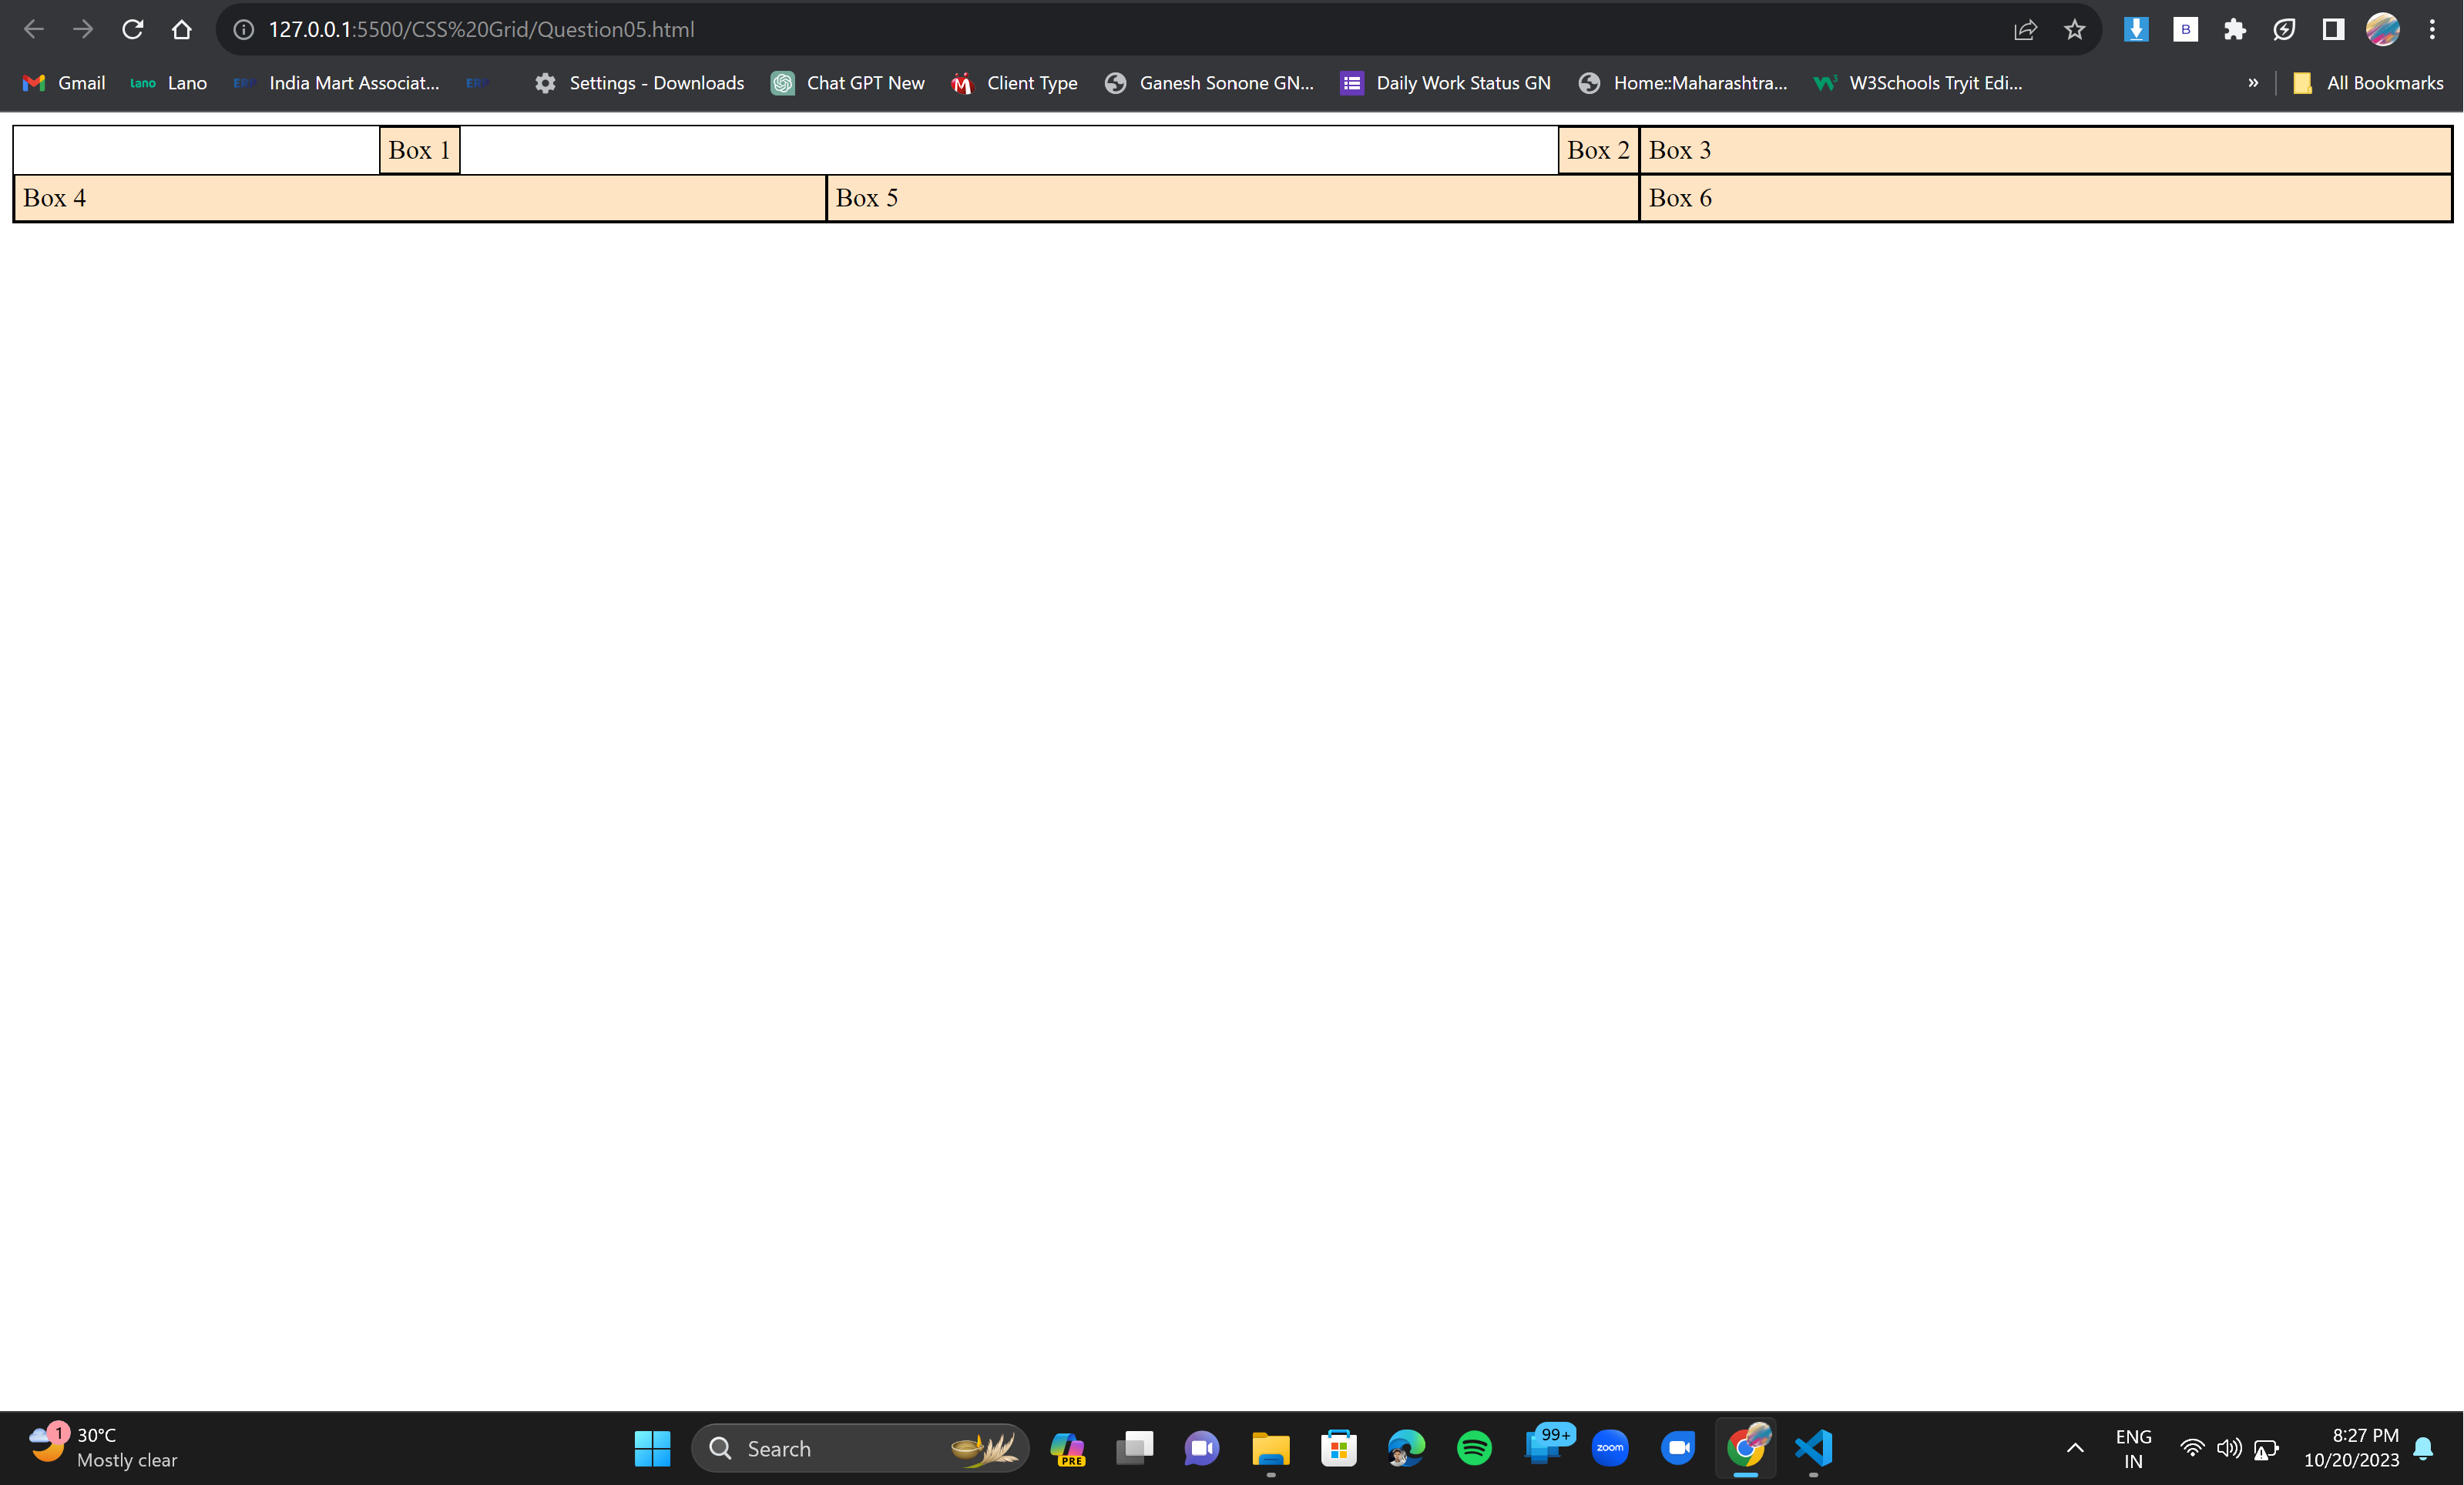 127.0.0.1:5500/CSS%20Grid/Question05.html
B
Gmail
lano Lano
ERP India Mart Associat...
Settings - Downloads
Chat GPT New
Client Type
Ganesh Sonone GN...
Daily Work Status GN
Home::Maharashtra...
W3Schools Tryit Edi...
»
All Bookmarks
Box 1 Box 2 Box 3
Box 4 Box 5 Box 6
1
30°C
Mostly clear
Search
PRE
99+
zoom
ENG
IN
8:27 PM
10/20/2023